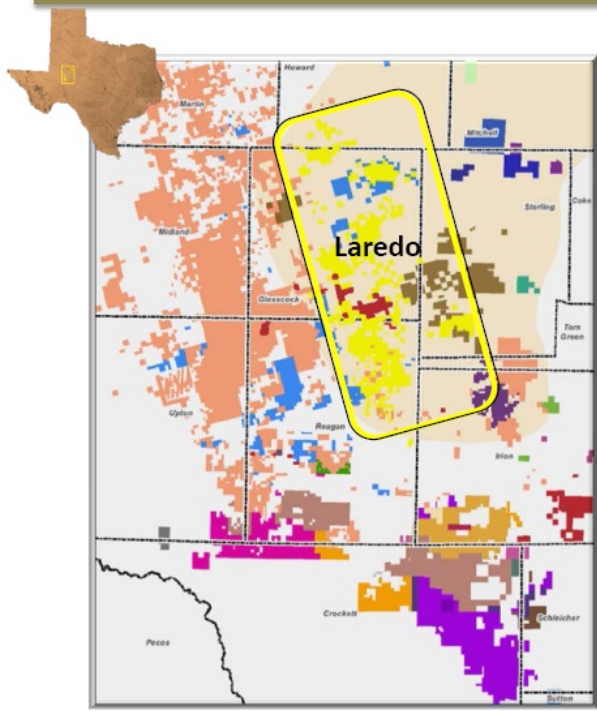 Howard
Martin
Mitchell
Coke
Sterling
Midland
Laredo
Glasscock
Tom
Green
Upton
Reagan
Irion
Crockett
Schleicher
Pecos
Sutton